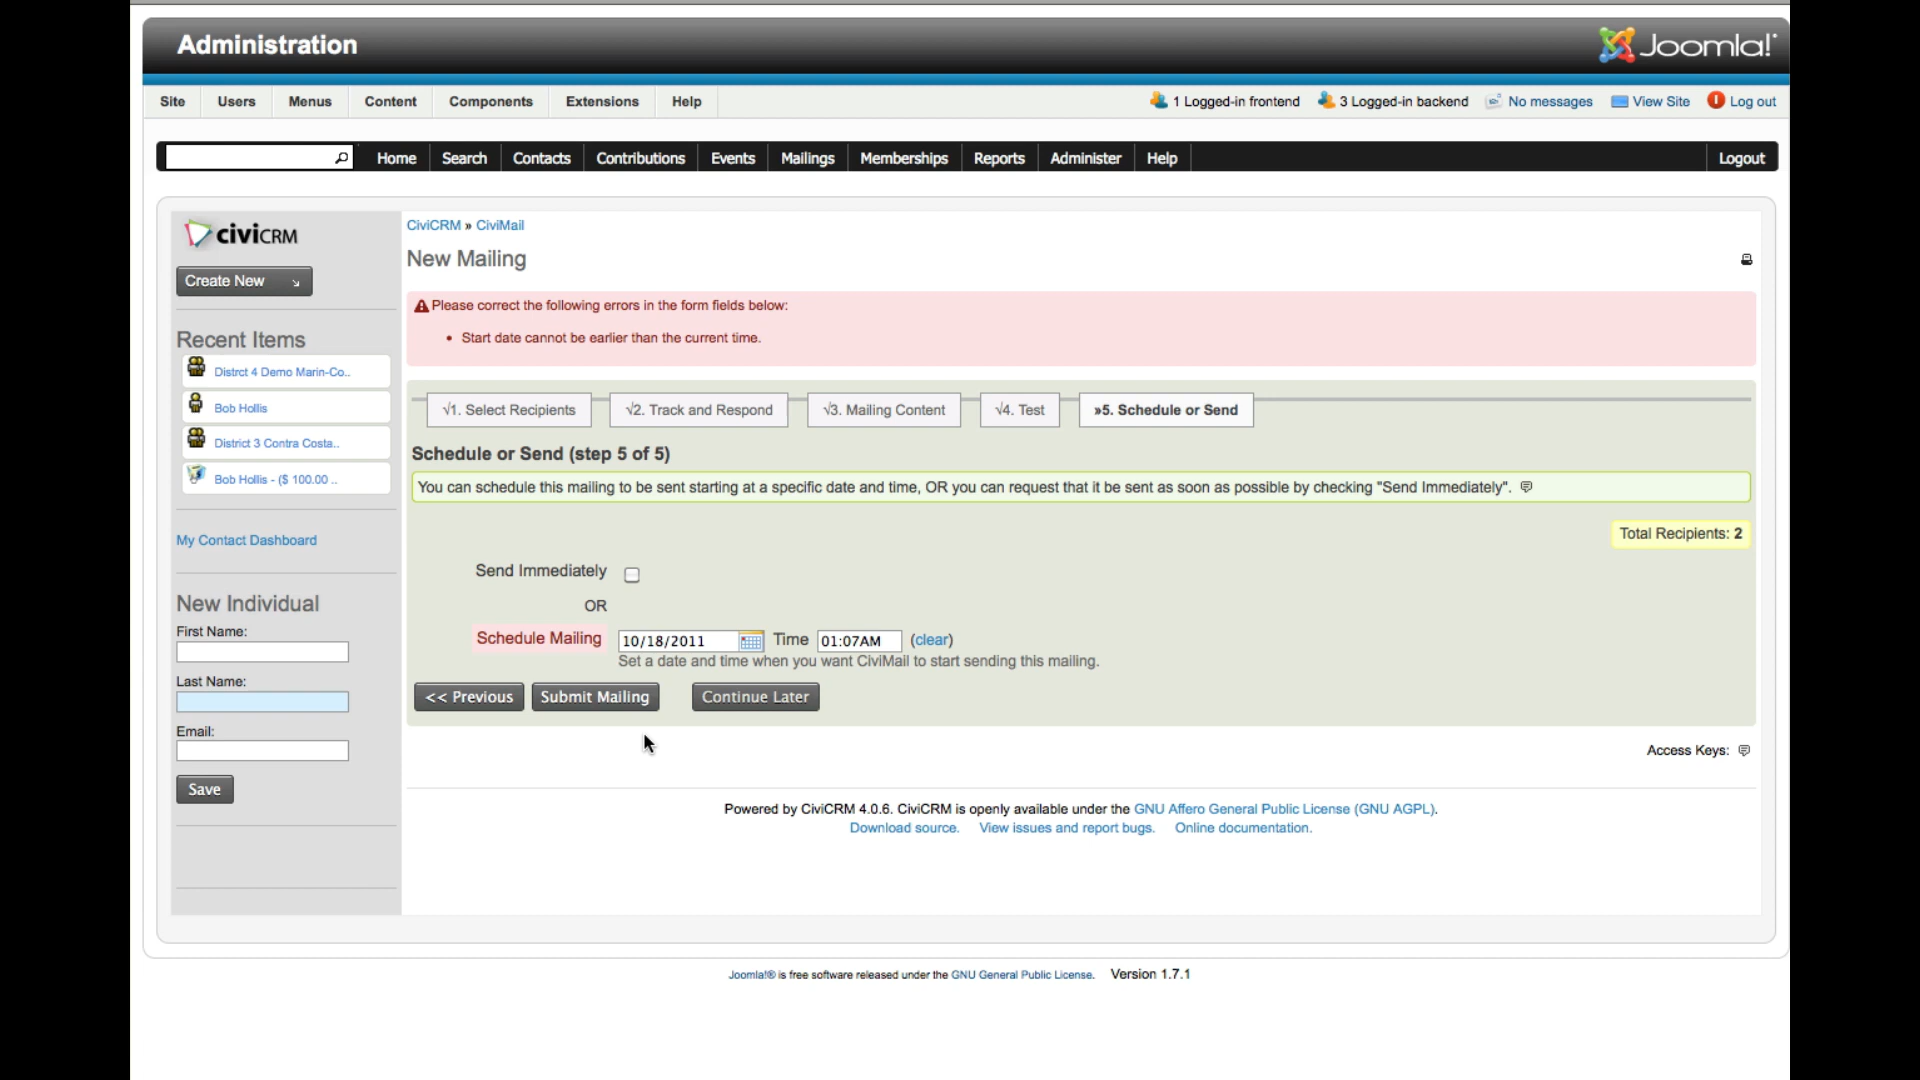 Administration
Joomla!
Site Users Menus Content Components Extensions Help 1 Logged-in frontend 3 Logged-in backend No messages View Site Log out
Home Search Contacts Contributions Events Mailings Memberships Reports Administer Help Logout
civiCRM
CiviCRM » CiviMail
New Mailing
Create New
Please correct the following errors in the form fields below:
• Start date cannot be earlier than the current time.
Recent Items
Distrct 4 Demo Marin-Co..
Bob Hollis
District 3 Contra Costa..
Bob Hollis - ($ 100.00 ..
My Contact Dashboard
New Individual
First Name:
Last Name:
Email:
Save
√1. Select Recipients √2. Track and Respond √3. Mailing Content √4. Test »5. Schedule or Send
Schedule or Send (step 5 of 5)
You can schedule this mailing to be sent starting at a specific date and time, OR you can request that it be sent as soon as possible by checking "Send Immediately".
Total Recipients: 2
Send Immediately
OR
Schedule Mailing 10/18/2011 Time 01:07AM (clear)
Set a date and time when you want CiviMail to start sending this mailing.
<< Previous Submit Mailing Continue Later
Access Keys:
Powered by CiviCRM 4.0.6. CiviCRM is openly available under the GNU Affero General Public License (GNU AGPL).
Download source. View issues and report bugs. Online documentation.
Joomla!® is free software released under the GNU General Public License. Version 1.7.1